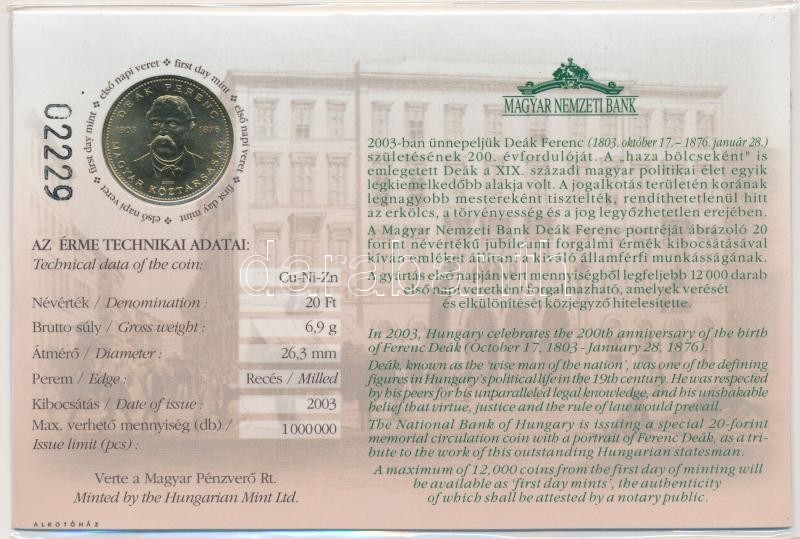 02229
első napi veret • first day mint • első napi veret • first day mint • első napi veret • first day mint
DEÁK FERENC
1803 1876
MAGYAR KÖZTÁRSASÁG
AZ ÉRME TECHNIKAI ADATAI:
Technical data of the coin:
Cu-Ni-Zn
Névérték / Denomination : 20 Ft
Brutto súly / Gross weight : 6,9 g
Átmérő / Diameter : 26,3 mm
Perem / Edge : Recés / Milled
Kibocsátás / Date of issue : 2003
Max. verhető mennyiség (db) /
Issue limit (pcs) : 1 000 000
Verte a Magyar Pénzverő Rt.
Minted by the Hungarian Mint Ltd.
ALKOTÓHÁZ
MAGYAR NEMZETI BANK
2003-ban ünnepeljük Deák Ferenc (1803. október 17. – 1876. január 28.)
születésének 200. évfordulóját. A „haza bölcseként" is
emlegetett Deák a XIX. századi magyar politikai élet egyik
legkiemelkedőbb alakja volt. A jogalkotás területén korának
legnagyobb mestereként tisztelték, rendíthetetlenül hitt
az erkölcs, a törvényesség és a jog legyőzhetetlen erejében.
A Magyar Nemzeti Bank Deák Ferenc portréját ábrázoló 20
forint névértékű jubileumi forgalmi érmék kibocsátásával
kíván emléket állítani a kiváló államférfi munkásságának.
A gyártás első napján vert mennyiségből legfeljebb 12 000 darab
első napi veretként forgalmazható, amelyek verését
és elkülönítését közjegyző hitelesítette.
In 2003, Hungary celebrates the 200th anniversary of the birth
of Ferenc Deák (October 17. 1803 - January 28, 1876).
Deák, known as the 'wise man of the nation', was one of the defining
figures in Hungary's political life in the 19th century. He was respected
by his peers for his unparalleled legal knowledge, and his unshakable
belief that virtue, justice and the rule of law would prevail.
The National Bank of Hungary is issuing a special 20-forint
memorial circulation coin with a portrait of Ferenc Deák, as a tri-
bute to the work of this outstanding Hungarian statesman.
A maximum of 12,000 coins from the first day of minting will
be available as 'first day mints', the authenticity
of which shall be attested by a notary public.
darabanth.com